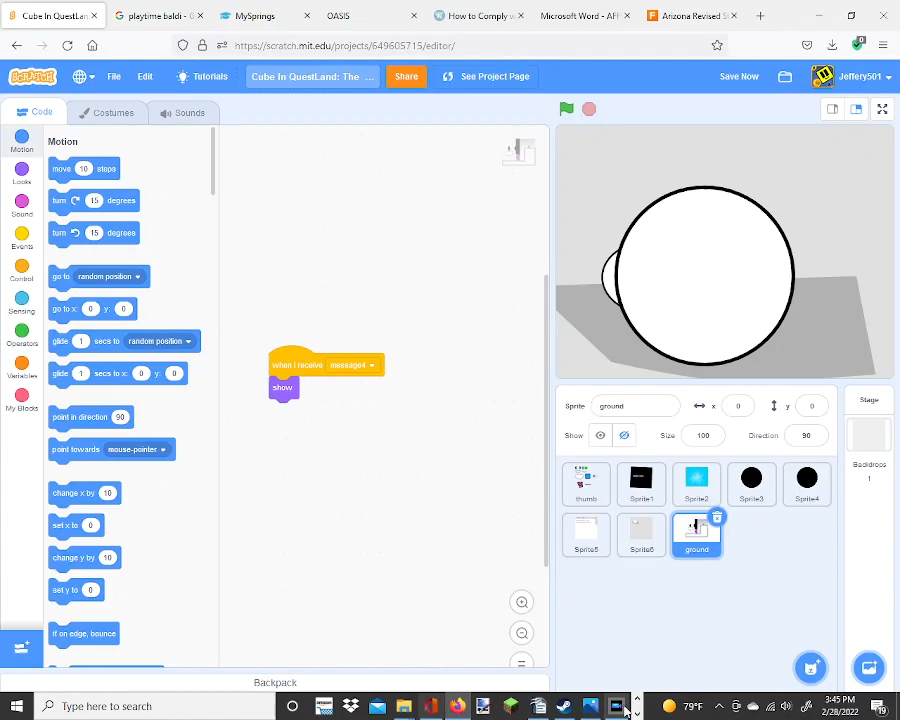 Cube In QuestLan
playtime baldi - G
MySprings
OASIS
How to Comply w
Microsoft Word - AFF
Arizona Revised St
https://scratch.mit.edu/projects/649605715/editor/
SCRATCH
File
Edit
Tutorials
Cube In QuestLand: The ...
Share
See Project Page
Save Now
Jeffery501
Code
Costumes
Sounds
Motion
Looks
Sound
Events
Control
Sensing
Operators
Variables
My Blocks
Motion
move 10 steps
turn 15 degrees
turn 15 degrees
go to random position
go to x: 0 y: 0
glide 1 secs to random position
glide 1 secs to x: 0 y: 0
point in direction 90
point towards mouse-pointer
change x by 10
set x to 0
change y by 10
set y to 0
if on edge, bounce
when I receive message4
show
Backpack
Sprite ground x 0 y 0
Show Size 100 Direction 90
thumb
Sprite1
Sprite2
Sprite3
Sprite4
Sprite5
Sprite6
ground
Stage
Backdrops
1
Type here to search
79°F
3:45 PM
2/28/2022
19